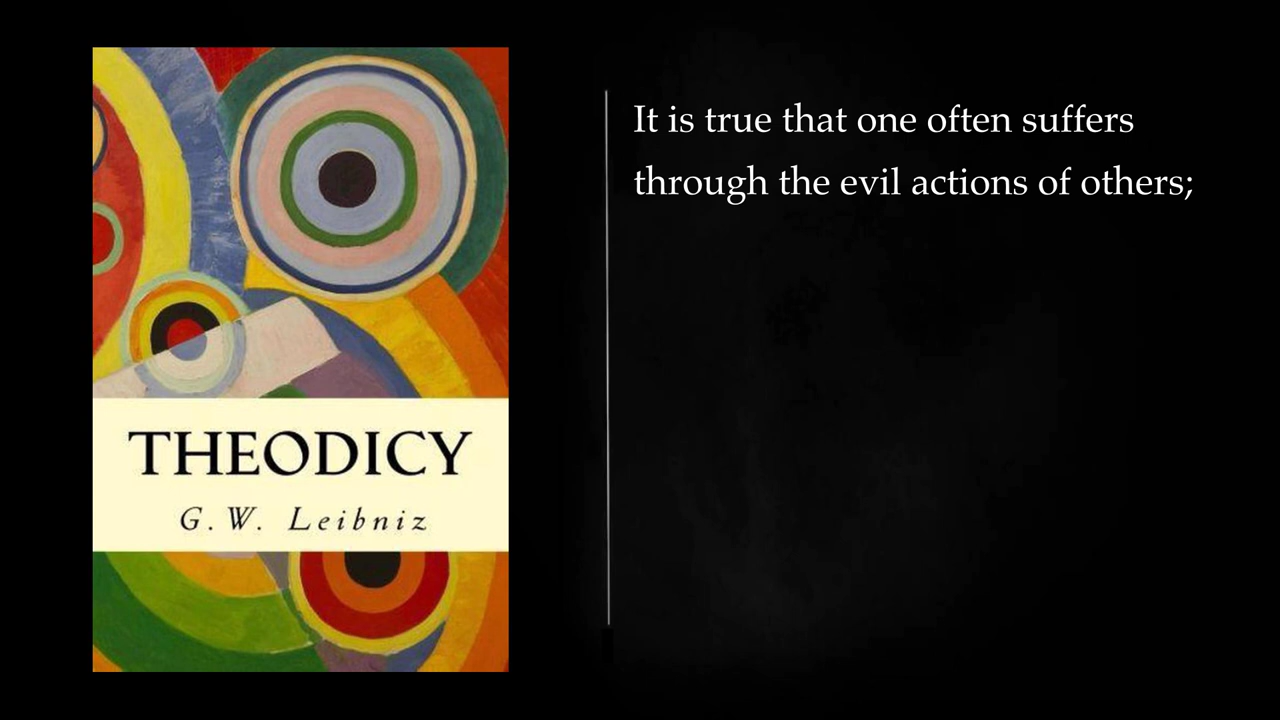 THEODICY
G. W. Leibniz
It is true that one often suffers
through the evil actions of others;